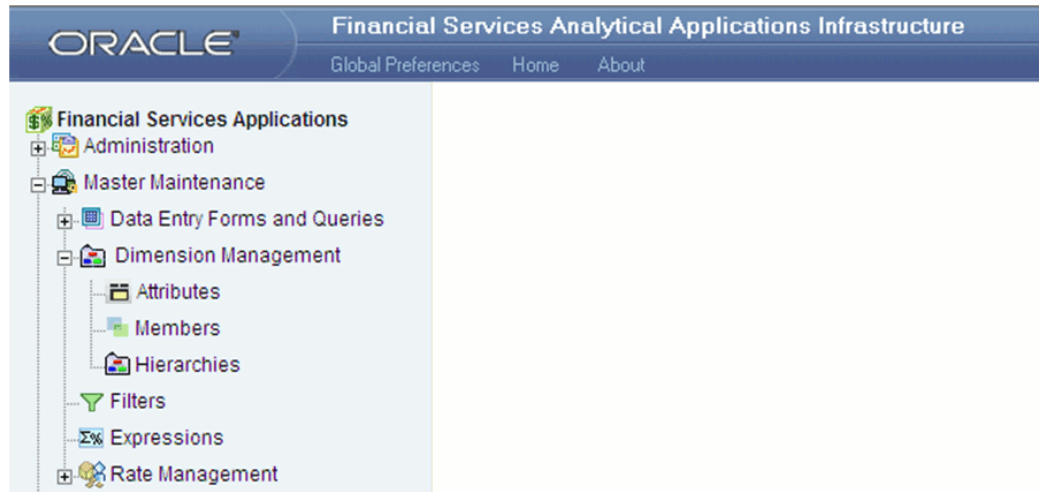 ORACLE
Financial Services Analytical Applications Infrastructure
Global Preferences Home About
Financial Services Applications
Administration
Master Maintenance
Data Entry Forms and Queries
Dimension Management
Attributes
Members
Hierarchies
Filters
Σ% Expressions
Rate Management